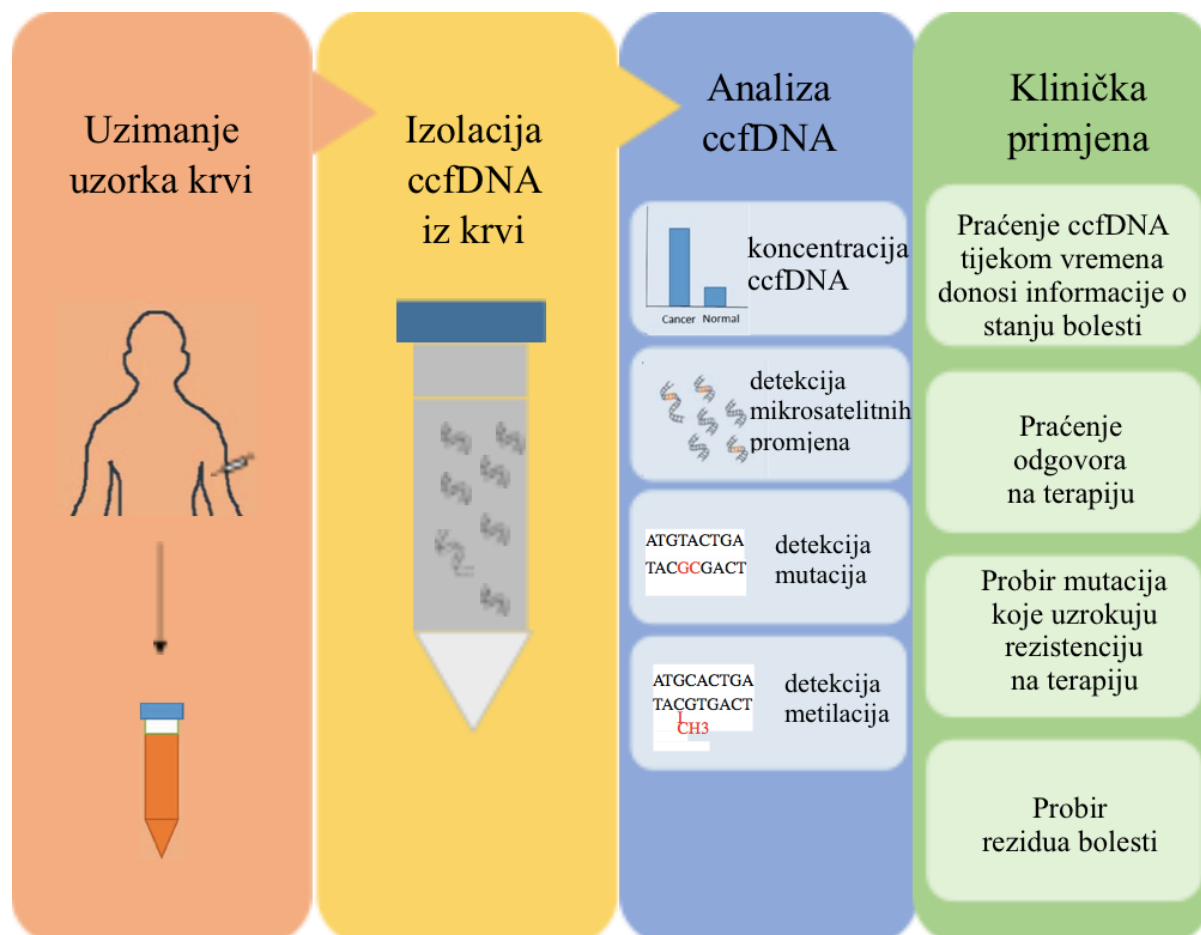 Uzimanje
uzorka krvi
Izolacija
ccfDNA
iz krvi
Analiza
ccfDNA
koncentracija
ccfDNA
Cancer Normal
detekcija
mikrosatelitnih
promjena
ATGTACTGA
TACGCGACT
detekcija
mutacija
ATGCACTGA
TACGTGACT
CH3
detekcija
metilacija
Klinička
primjena
Praćenje ccfDNA
tijekom vremena
donosi informacije o
stanju bolesti
Praćenje
odgovora
na terapiju
Probir mutacija
koje uzrokuju
rezistenciju
na terapiju
Probir
rezidua bolesti